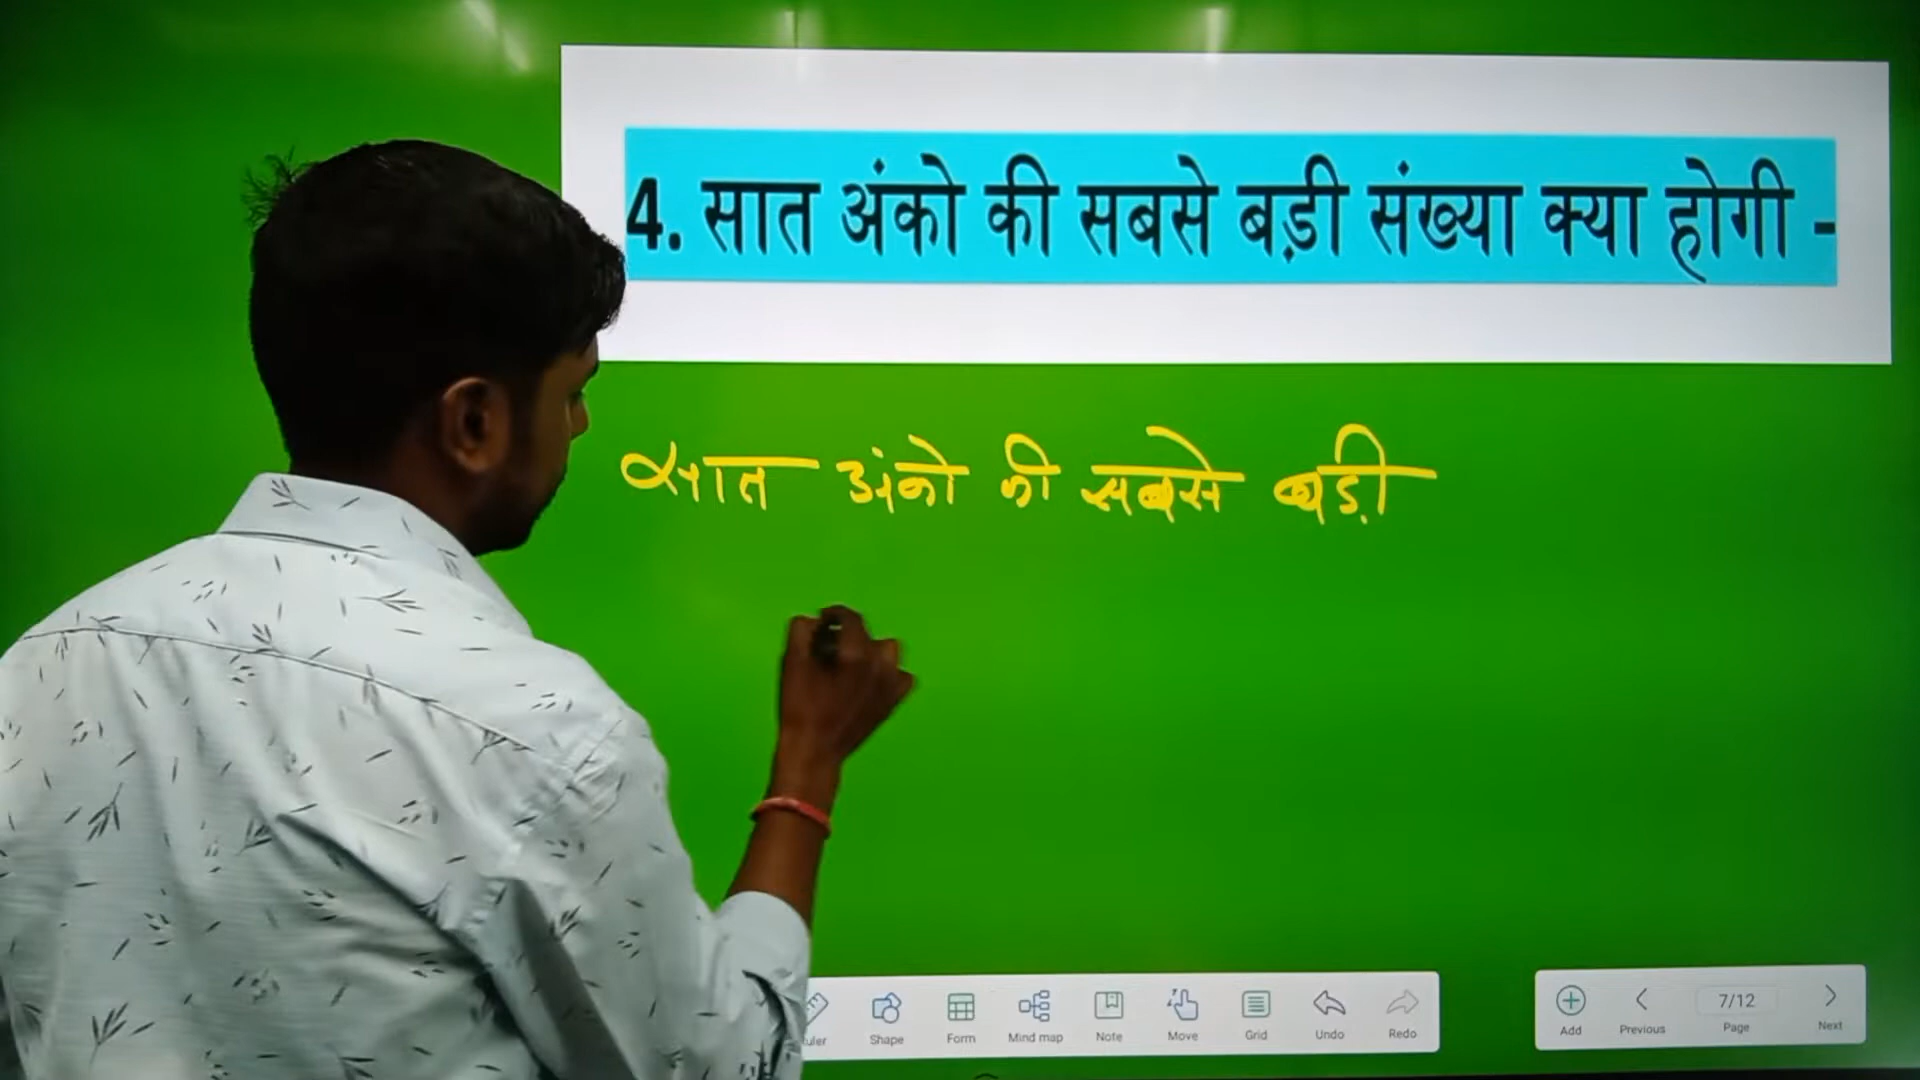 4. सात अंको की सबसे बड़ी संख्या क्या होगी -
सात अंको की सबसे बड़ी
Shape Form Mind map Note Move Grid Undo Redo
7/12
Add Previous Page Next